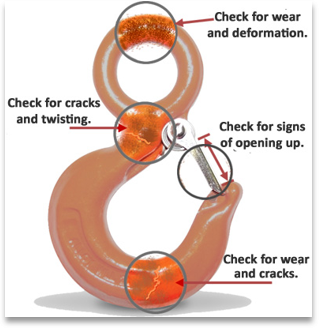 Check for wear
and deformation.
Check for cracks
and twisting.
Check for signs
of opening up.
Check for wear
and cracks.